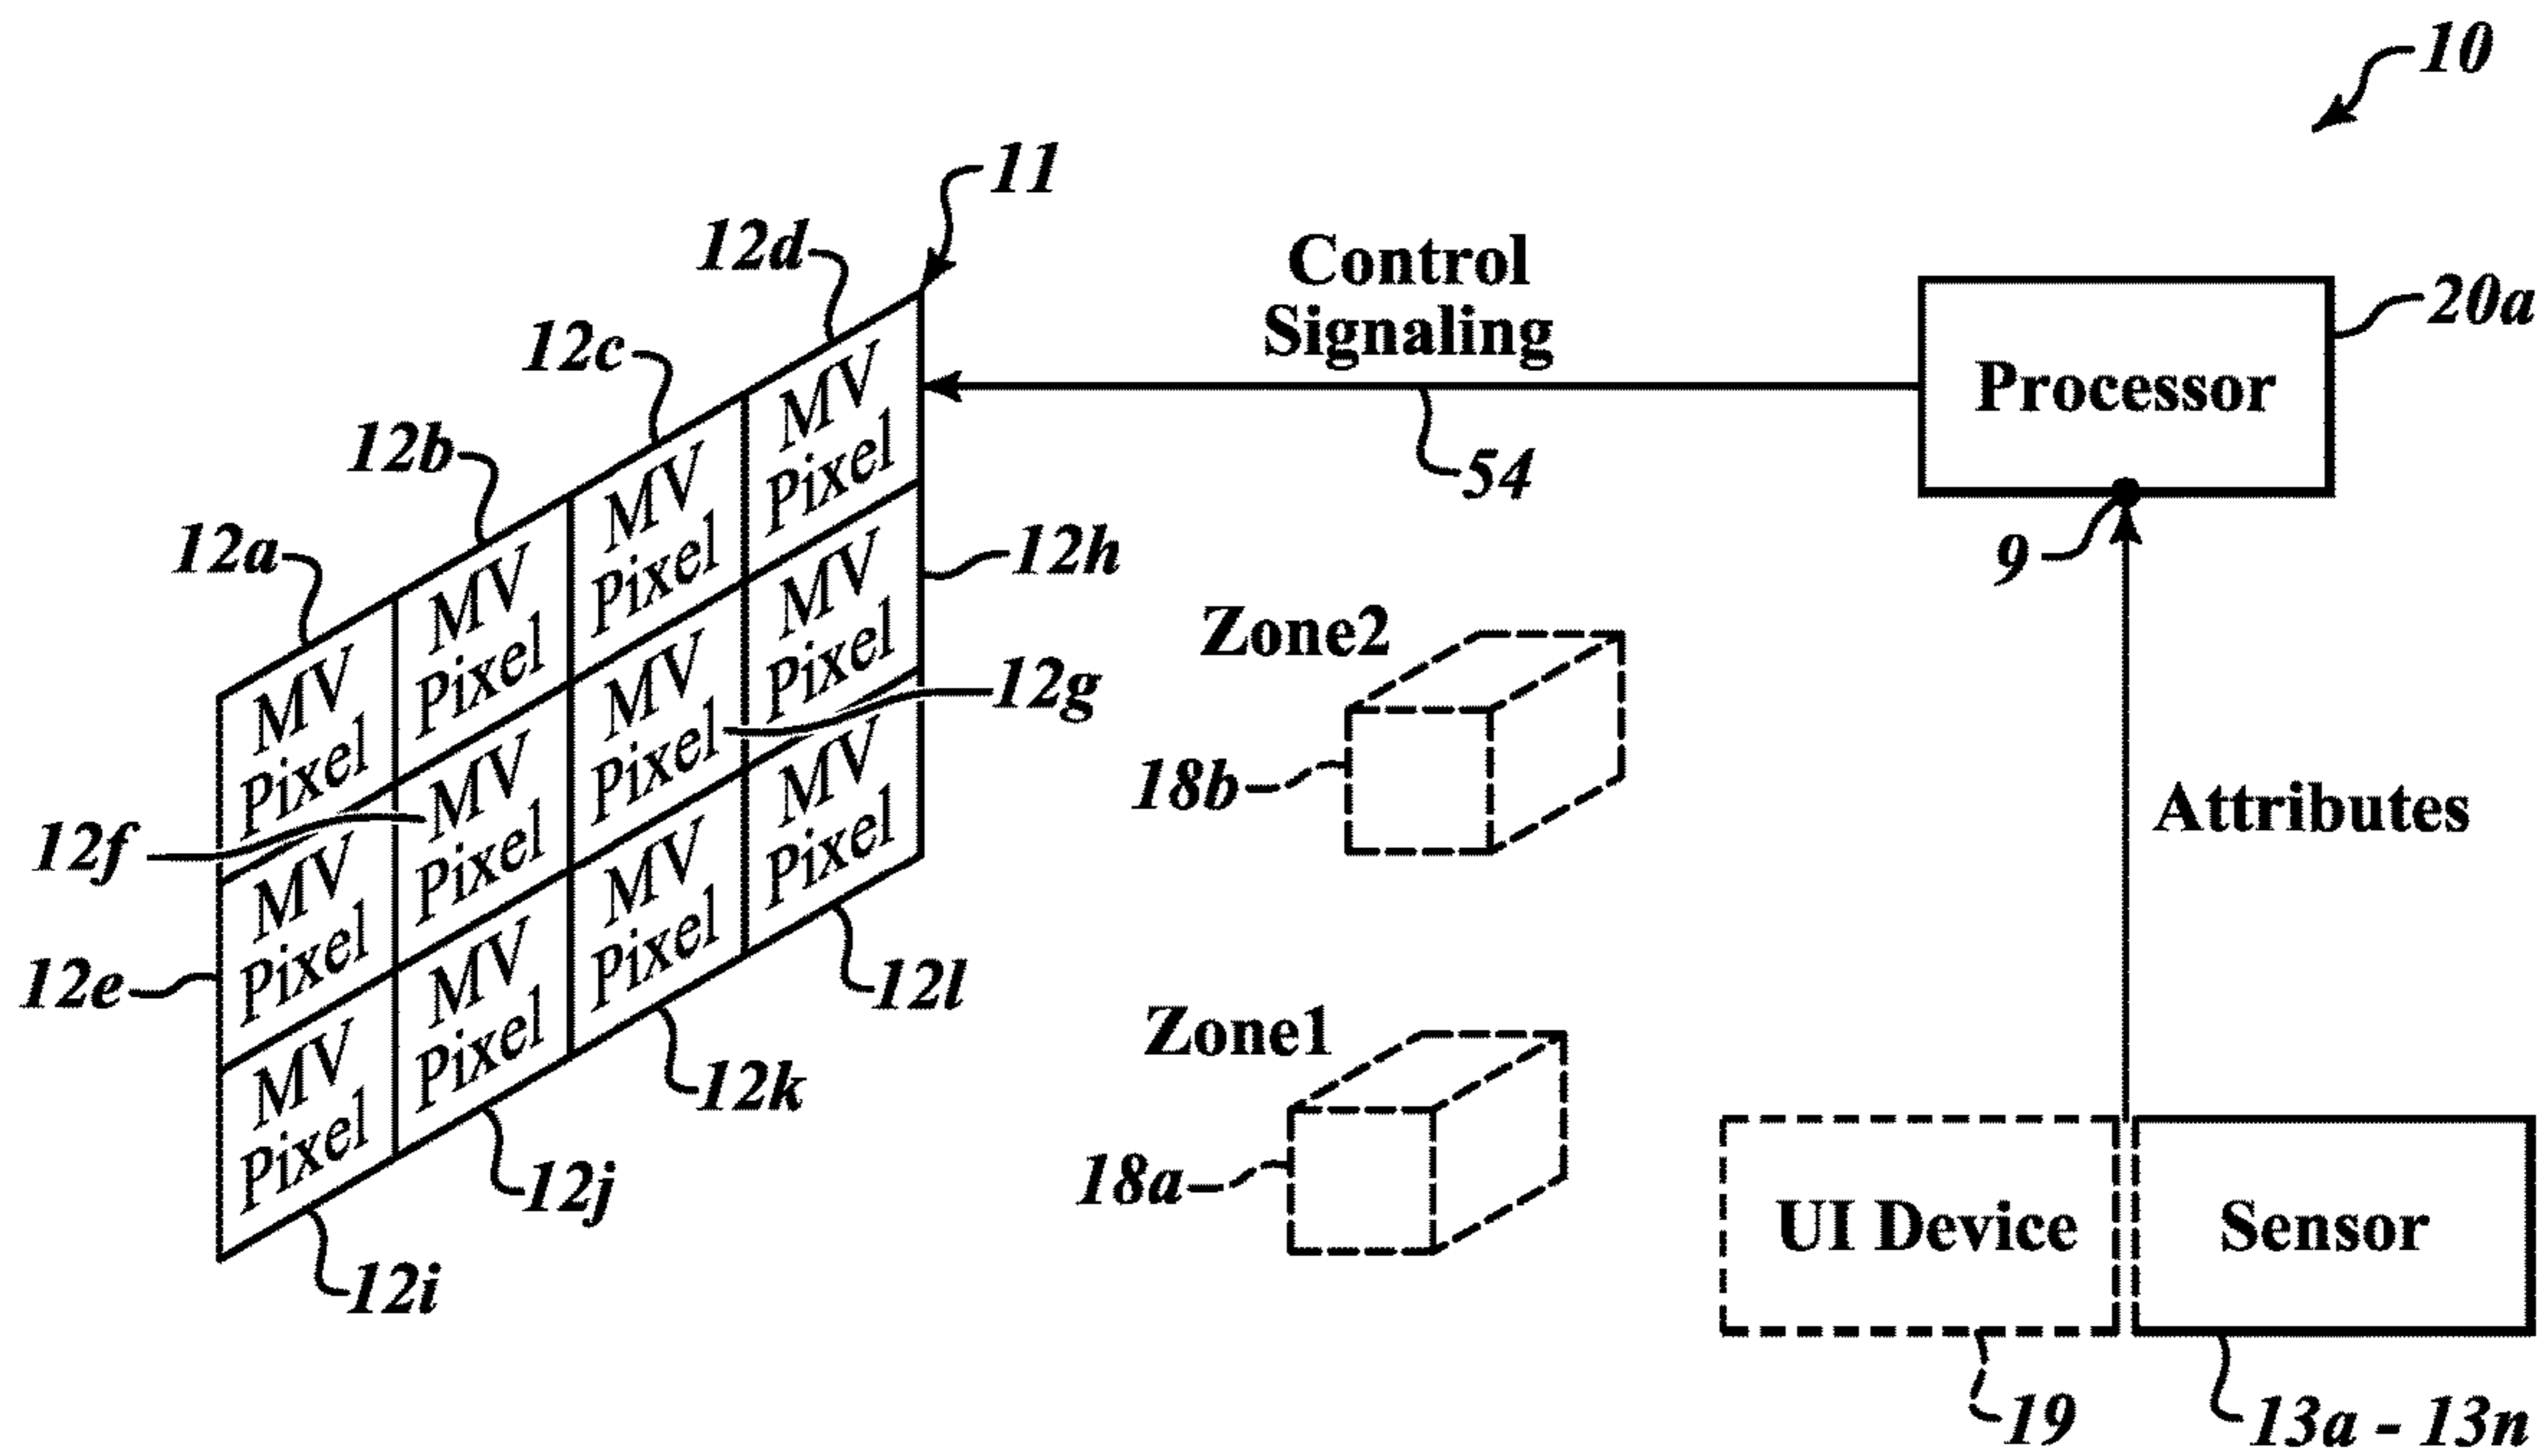 10
11
12d
Control
Signaling
20a
12c
Processor
12b
54
12a
9
12h
MV
Pixel
MV
Pixel
MV
Pixel
MV
Pixel
Zone2
12g
18b
Attributes
12f
MV
Pixel
MV
Pixel
MV
Pixel
MV
Pixel
12e
12l
Zone1
12k
MV
Pixel
MV
Pixel
MV
Pixel
MV
Pixel
18a
12j
UI Device
Sensor
12i
19
13a - 13n